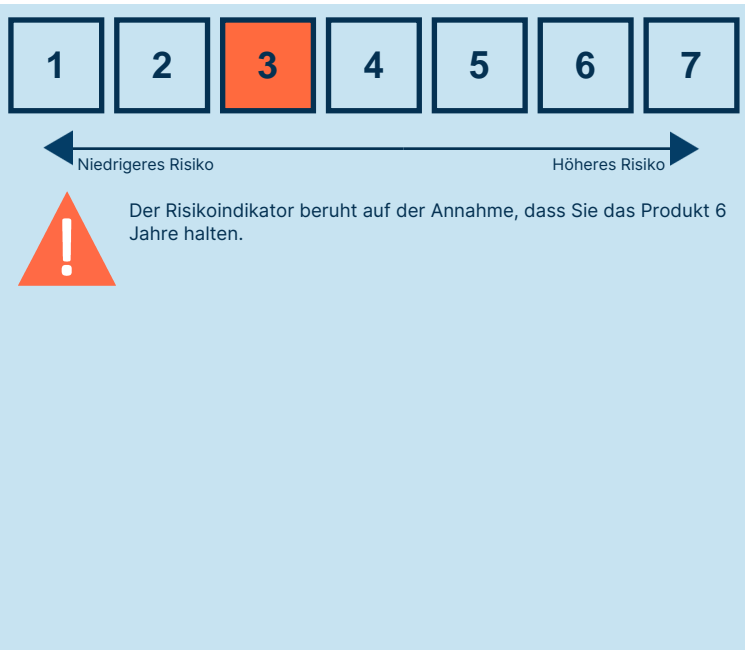 1 2 3 4 5 6 7
Niedrigeres Risiko Höheres Risiko
Der Risikoindikator beruht auf der Annahme, dass Sie das Produkt 6
Jahre halten.